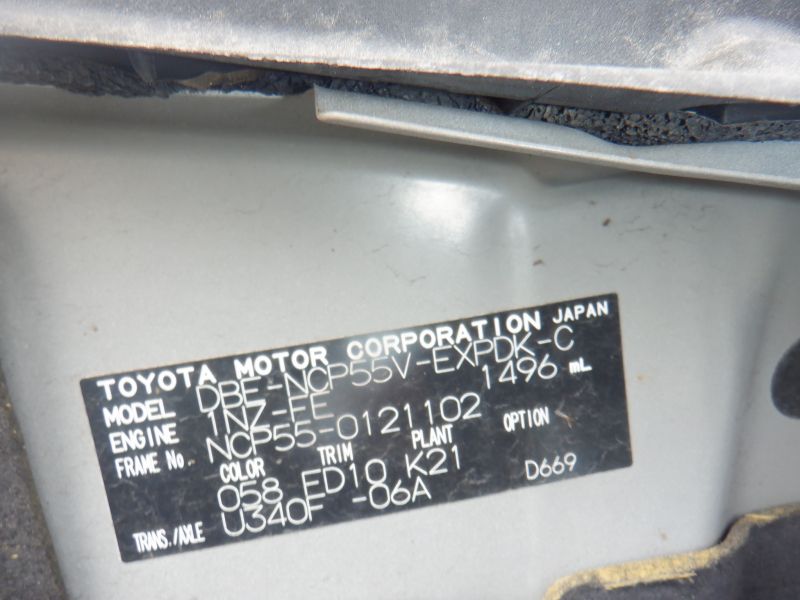 TOYOTA MOTOR CORPORATION JAPAN
MODEL DBE-NCP55V-EXPDK-C
ENGINE 1NZ-FE 1496 mL
FRAME No. NCP55-0121102
COLOR TRIM PLANT OPTION
058 FD10 K21
TRANS./AXLE U340F -06A D669